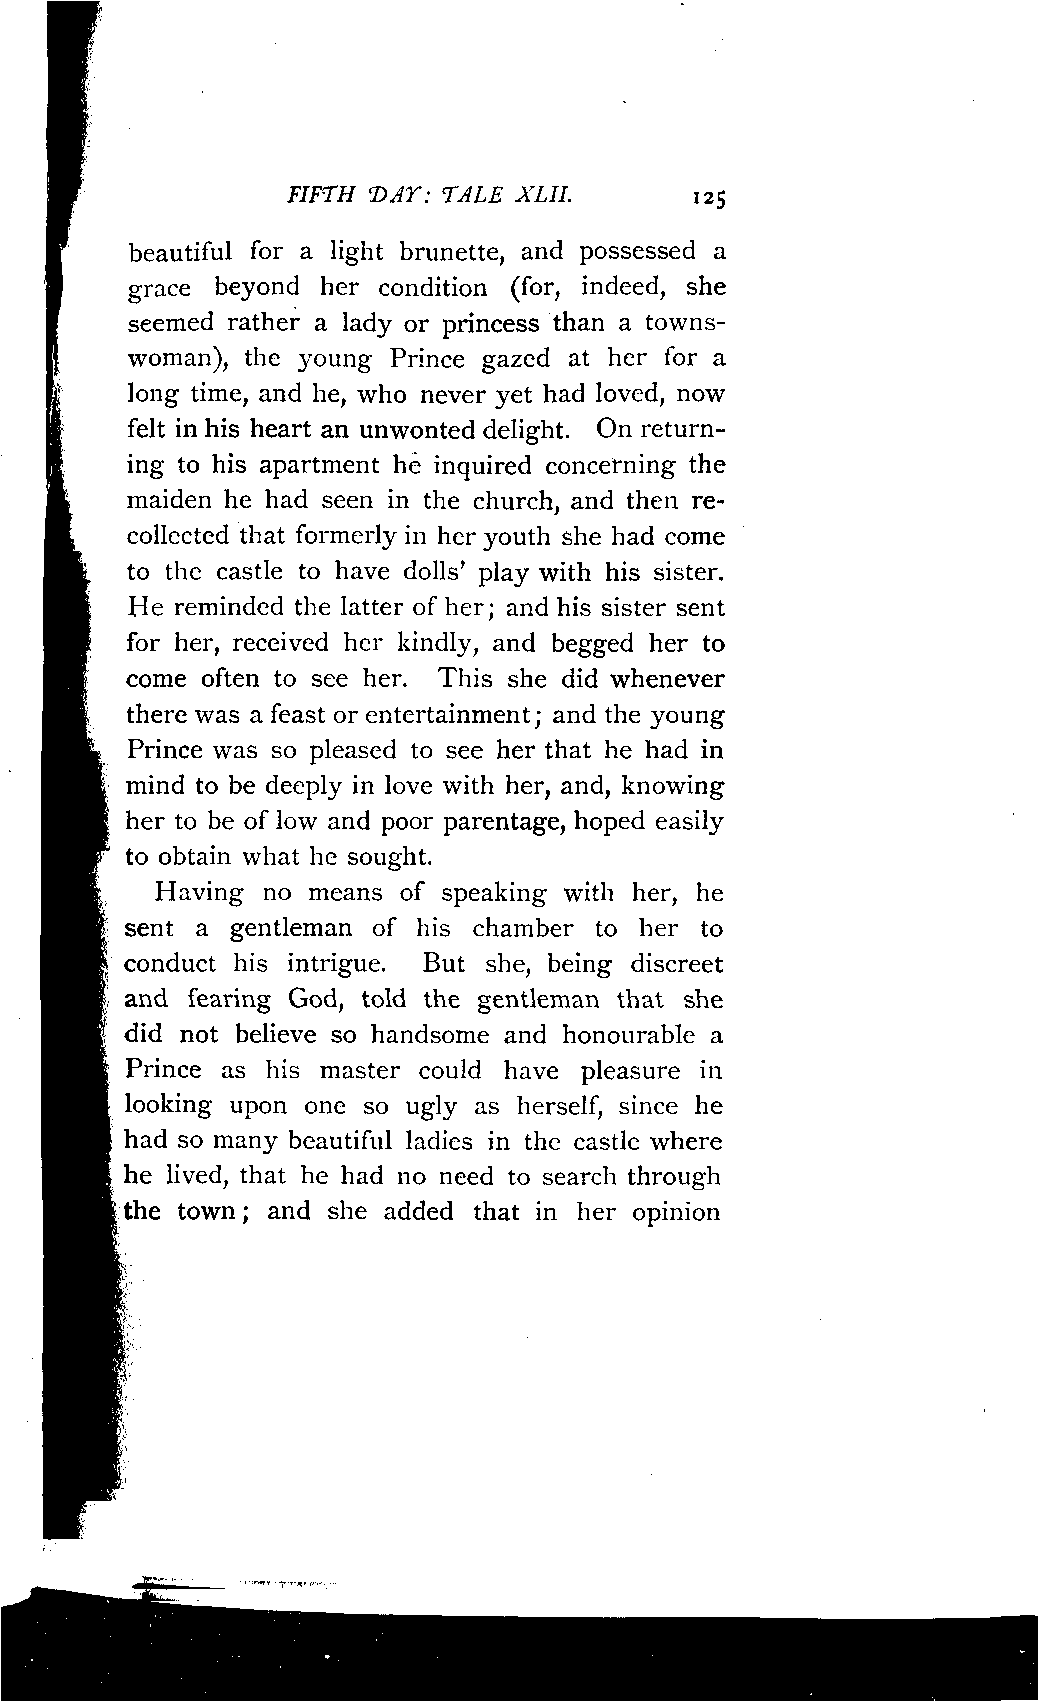 FIFTH DAY: TALE XLII. 125
beautiful for a light brunette, and possessed a
grace beyond her condition (for, indeed, she
seemed rather a lady or princess than a towns-
woman), the young Prince gazed at her for a
long time, and he, who never yet had loved, now
felt in his heart an unwonted delight. On return-
ing to his apartment he inquired concerning the
maiden he had seen in the church, and then re-
collected that formerly in her youth she had come
to the castle to have dolls' play with his sister.
He reminded the latter of her; and his sister sent
for her, received her kindly, and begged her to
come often to see her. This she did whenever
there was a feast or entertainment; and the young
Prince was so pleased to see her that he had in
mind to be deeply in love with her, and, knowing
her to be of low and poor parentage, hoped easily
to obtain what he sought.
Having no means of speaking with her, he
sent a gentleman of his chamber to her to
conduct his intrigue. But she, being discreet
and fearing God, told the gentleman that she
did not believe so handsome and honourable a
Prince as his master could have pleasure in
looking upon one so ugly as herself, since he
had so many beautiful ladies in the castle where
he lived, that he had no need to search through
the town; and she added that in her opinion